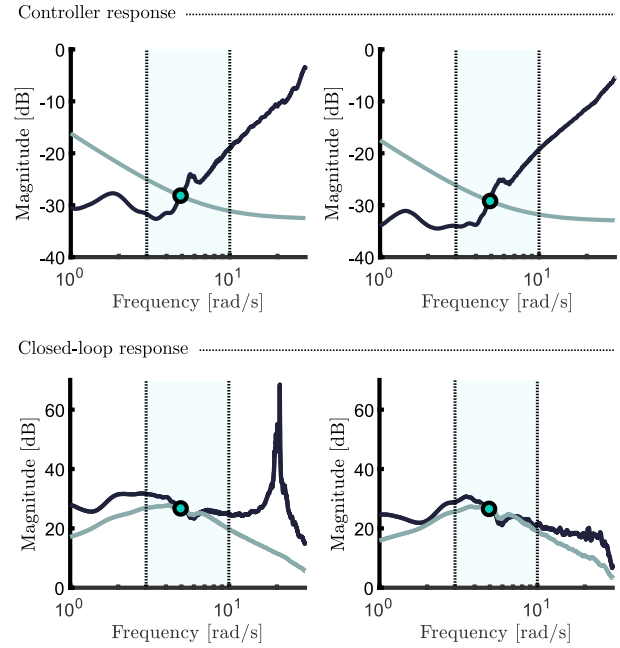 Controller response
0
-10
-20
-30
-40
Magnitude [dB]
10^0
10^1
Frequency [rad/s]
0
-10
-20
-30
-40
Magnitude [dB]
10^0
10^1
Frequency [rad/s]
Closed-loop response
60
40
20
0
Magnitude [dB]
10^0
10^1
Frequency [rad/s]
60
40
20
0
Magnitude [dB]
10^0
10^1
Frequency [rad/s]